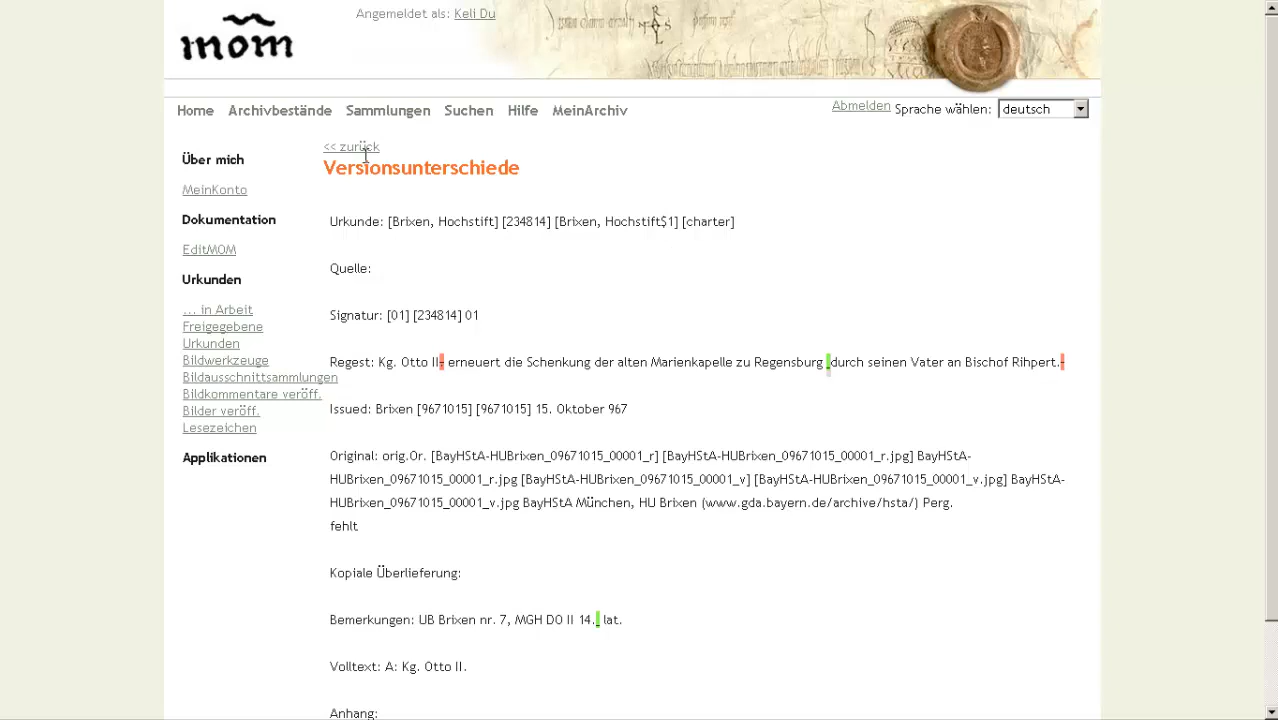 mom
Angemeldet als: Keli Du
Home Archivbestände Sammlungen Suchen Hilfe MeinArchiv
Abmelden Sprache wählen: deutsch
Über mich
MeinKonto
Dokumentation
EditMOM
Urkunden
... in Arbeit
Freigegebene
Urkunden
Bildwerkzeuge
Bildausschnittsammlungen
Bildkommentare veröff.
Bilder veröff.
Lesezeichen
Applikationen
<< zurück
Versionsunterschiede
Urkunde: [Brixen, Hochstift] [234814] [Brixen, Hochstift$1] [charter]
Quelle:
Signatur: [01] [234814] 01
Regest: Kg. Otto II- erneuert die Schenkung der alten Marienkapelle zu Regensburg _durch seinen Vater an Bischof Rihpert.-
Issued: Brixen [9671015] [9671015] 15. Oktober 967
Original: orig.Or. [BayHStA-HUBrixen_09671015_00001_r] [BayHStA-HUBrixen_09671015_00001_r.jpg] BayHStA-
HUBrixen_09671015_00001_r.jpg [BayHStA-HUBrixen_09671015_00001_v] [BayHStA-HUBrixen_09671015_00001_v.jpg] BayHStA-
HUBrixen_09671015_00001_v.jpg BayHStA München, HU Brixen (www.gda.bayern.de/archive/hsta/) Perg.
fehlt
Kopiale Überlieferung:
Bemerkungen: UB Brixen nr. 7, MGH DO II 14._ lat.
Volltext: A: Kg. Otto II.
Anhang: